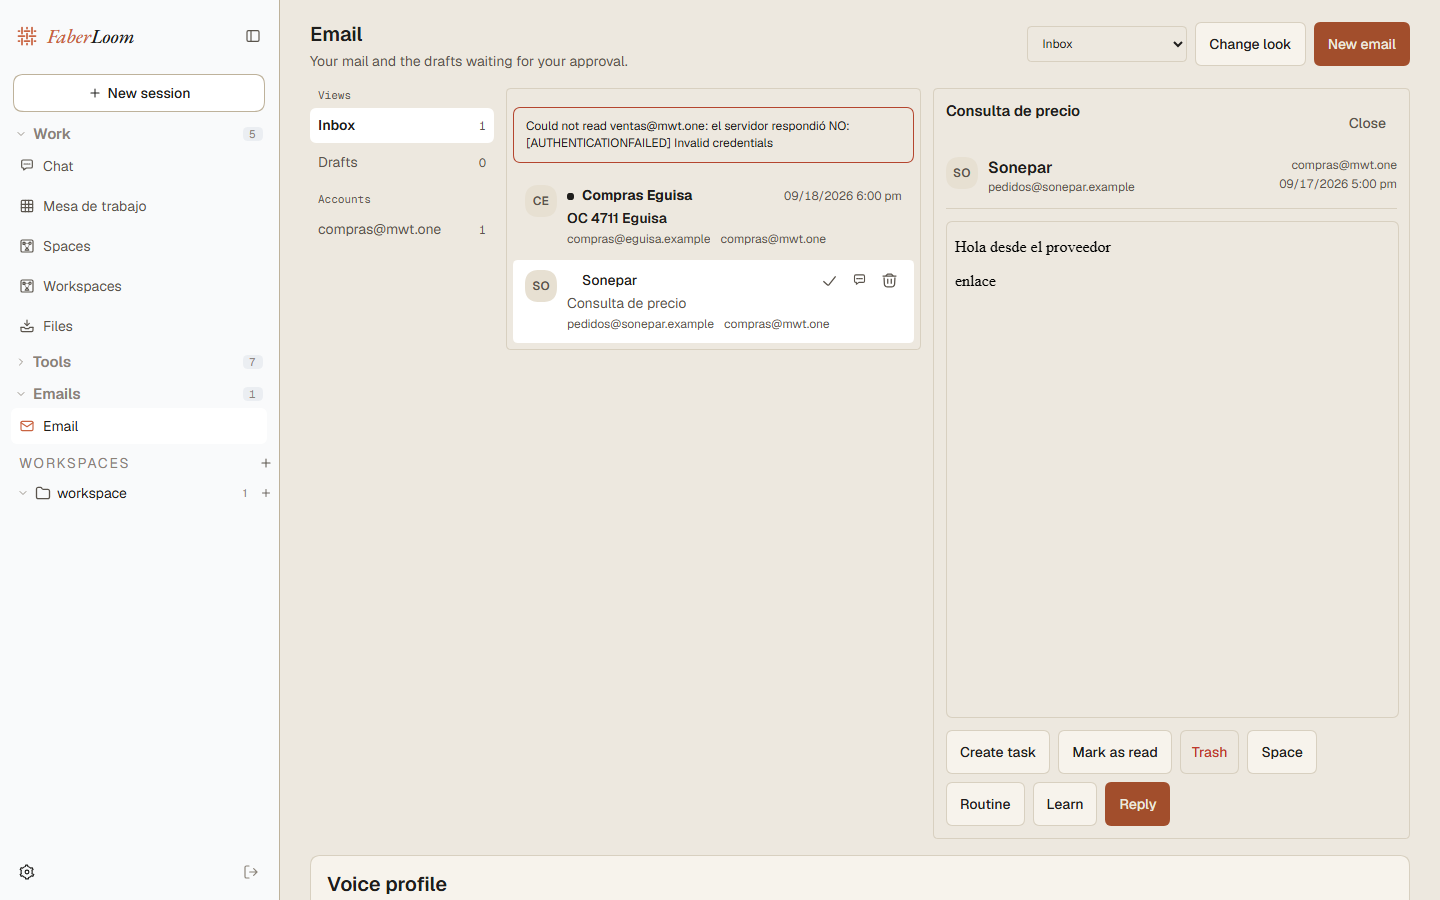 FaberLoom
+ New session
Work 5
Chat
Mesa de trabajo
Spaces
Workspaces
Files
Tools 7
Emails 1
Email
WORKSPACES +
workspace 1 +
Email
Your mail and the drafts waiting for your approval.
Inbox
Change look
New email
Views
Inbox 1
Drafts 0
Accounts
compras@mwt.one 1
Could not read ventas@mwt.one: el servidor respondió NO:
[AUTHENTICATIONFAILED] Invalid credentials
CE
Compras Eguisa 09/18/2026 6:00 pm
OC 4711 Eguisa
compras@eguisa.example compras@mwt.one
SO
Sonepar
Consulta de precio
pedidos@sonepar.example compras@mwt.one
Consulta de precio
Close
SO
Sonepar compras@mwt.one
pedidos@sonepar.example 09/17/2026 5:00 pm
Hola desde el proveedor
enlace
Create task
Mark as read
Trash
Space
Routine
Learn
Reply
Voice profile